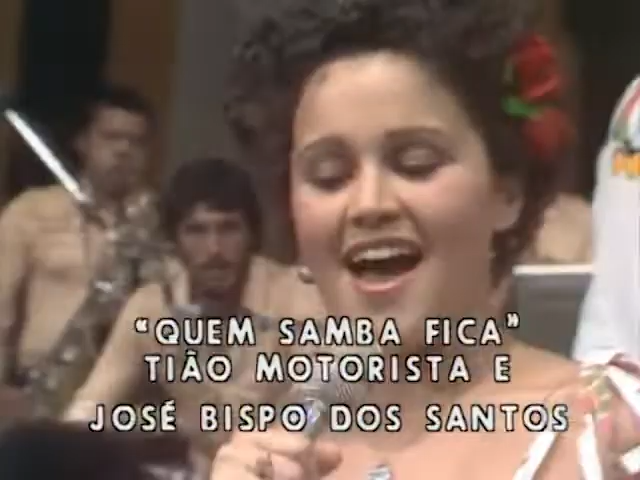 “QUEM SAMBA FICA”
TIÃO MOTORISTA E
JOSÉ BISPO DOS SANTOS